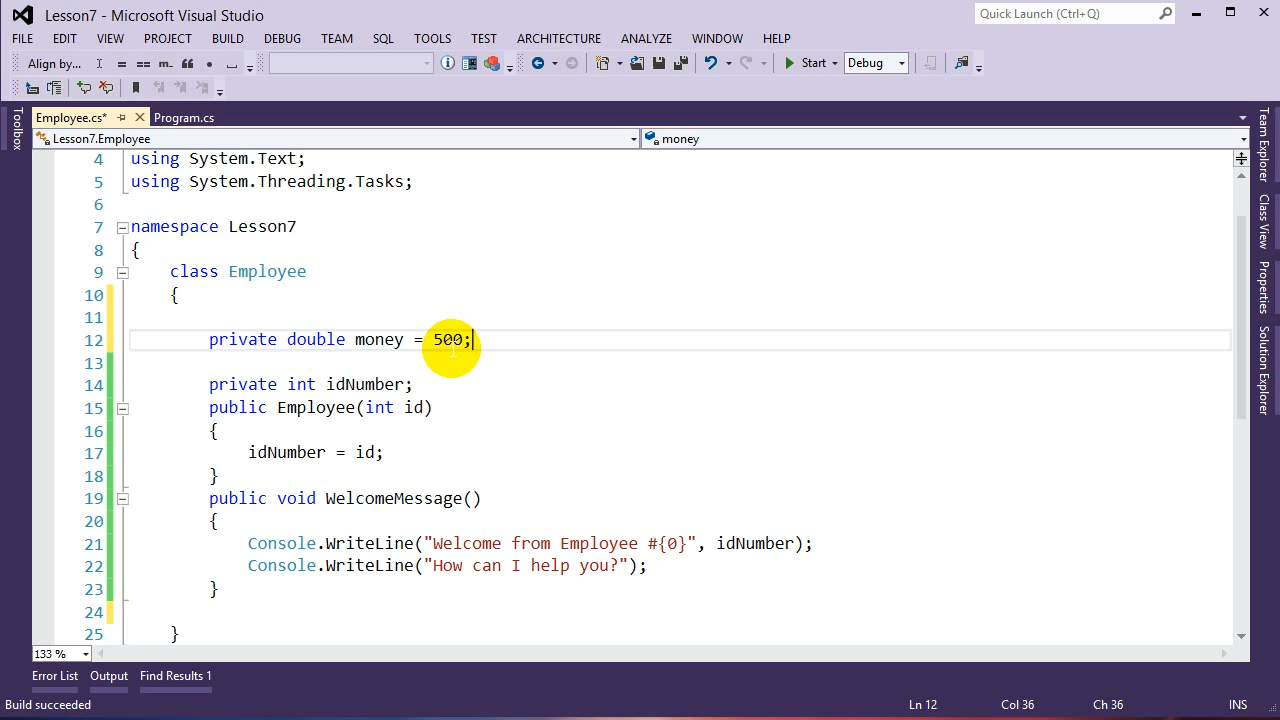 Lesson7 - Microsoft Visual Studio
Quick Launch (Ctrl+Q)
FILE EDIT VIEW PROJECT BUILD DEBUG TEAM SQL TOOLS TEST ARCHITECTURE ANALYZE WINDOW HELP
Align by... Start Debug
Employee.cs* Program.cs
Lesson7.Employee money
Toolbox
Team Explorer
Class View
Properties
Solution Explorer
4 using System.Text;
5 using System.Threading.Tasks;
6
7 namespace Lesson7
8 {
9 class Employee
10 {
11
12 private double money = 500;
13
14 private int idNumber;
15 public Employee(int id)
16 {
17 idNumber = id;
18 }
19 public void WelcomeMessage()
20 {
21 Console.WriteLine("Welcome from Employee #{0}", idNumber);
22 Console.WriteLine("How can I help you?");
23 }
24
25 }
133 %
Error List Output Find Results 1
Build succeeded Ln 12 Col 36 Ch 36 INS